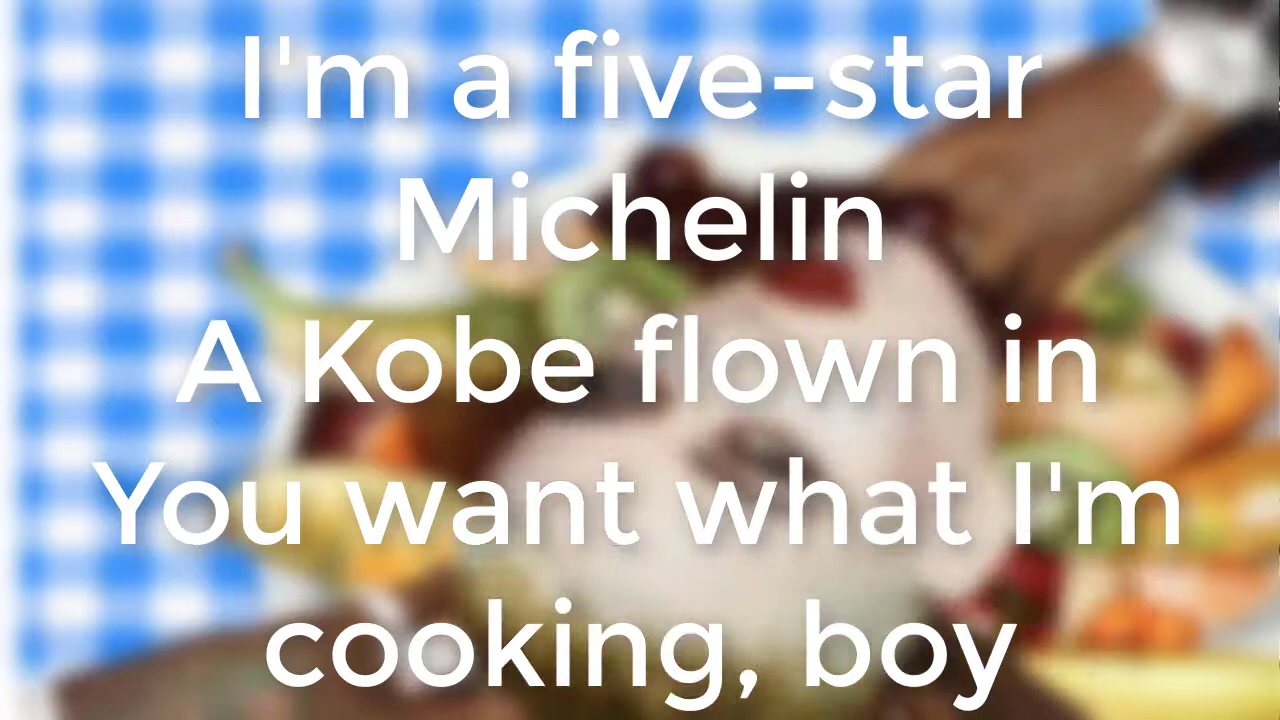 I'm a five-star
Michelin
A Kobe flown in
You want what I'm
cooking, boy